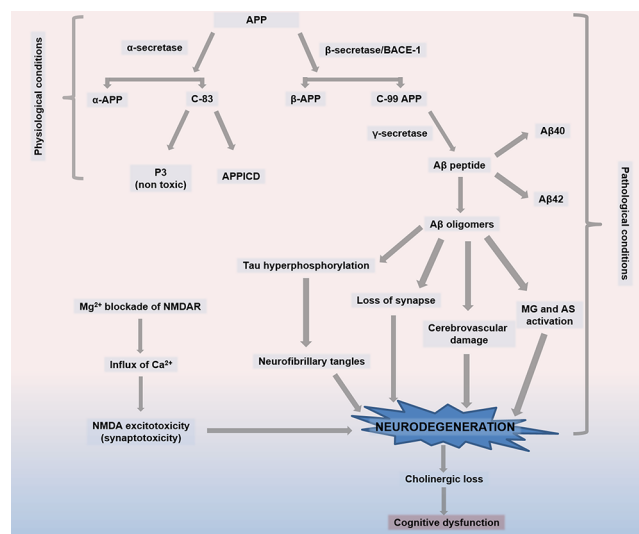 APP
α-secretase
β-secretase/BACE-1
Physiological conditions
α-APP
C-83
β-APP
C-99 APP
γ-secretase
Aβ40
Aβ peptide
P3
(non toxic)
APPICD
Aβ42
Pathological conditions
Aβ oligomers
Tau hyperphosphorylation
Loss of synapse
Mg²⁺ blockade of NMDAR
MG and AS
activation
Cerebrovascular
damage
Influx of Ca²⁺
Neurofibrillary tangles
NMDA excitotoxicity
(synaptotoxicity)
NEURODEGENERATION
Cholinergic loss
Cognitive dysfunction